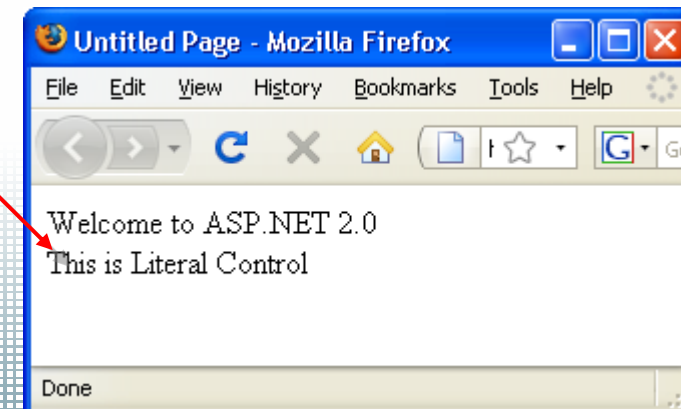 Untitled Page - Mozilla Firefox
File Edit View History Bookmarks Tools Help
G G
Welcome to ASP.NET 2.0
This is Literal Control
Done